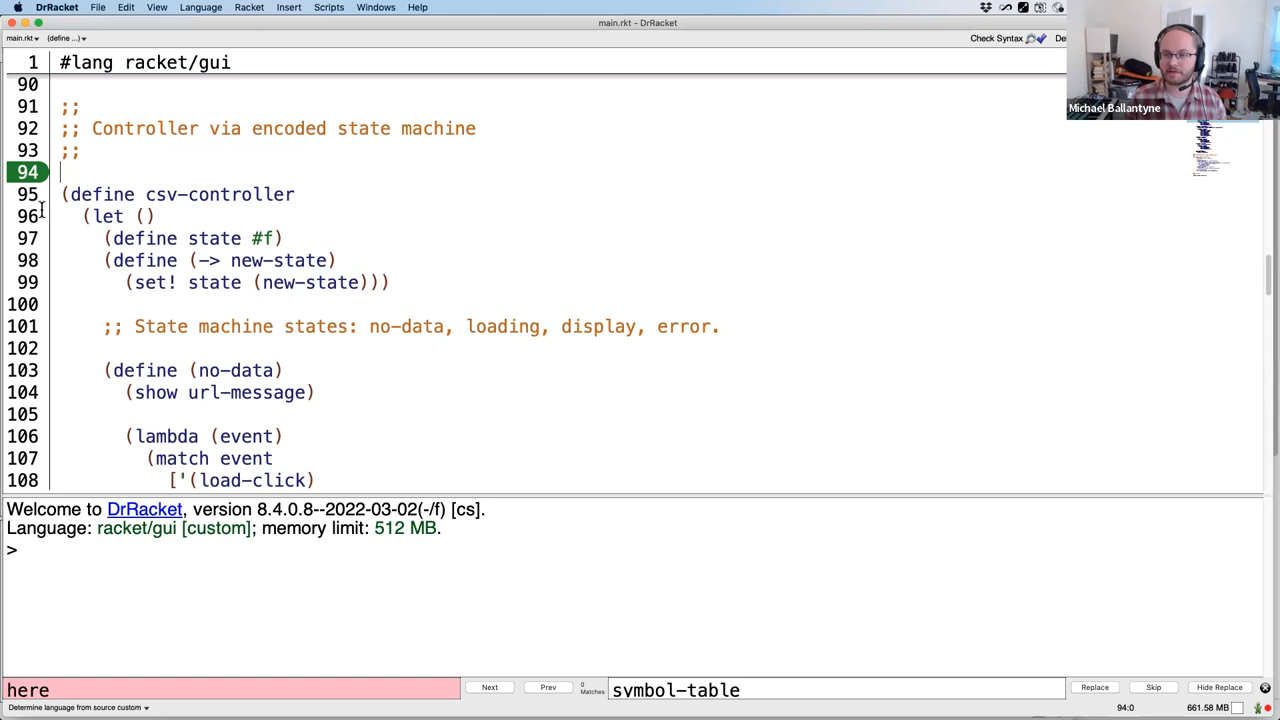 DrRacket File Edit View Language Racket Insert Scripts Windows Help
main.rkt - DrRacket
main.rkt (define ...) Check Syntax De
Michael Ballantyne
1 #lang racket/gui
90
91 ;;
92 ;; Controller via encoded state machine
93 ;;
94
95 (define csv-controller
96 (let ()
97 (define state #f)
98 (define (-> new-state)
99 (set! state (new-state)))
100
101 ;; State machine states: no-data, loading, display, error.
102
103 (define (no-data)
104 (show url-message)
105
106 (lambda (event)
107 (match event
108 ['(load-click)
Welcome to DrRacket, version 8.4.0.8--2022-03-02(-/f) [cs].
Language: racket/gui [custom]; memory limit: 512 MB.
>
here Next Prev 0 Matches symbol-table Replace Skip Hide Replace
Determine language from source custom 94:0 661.58 MB